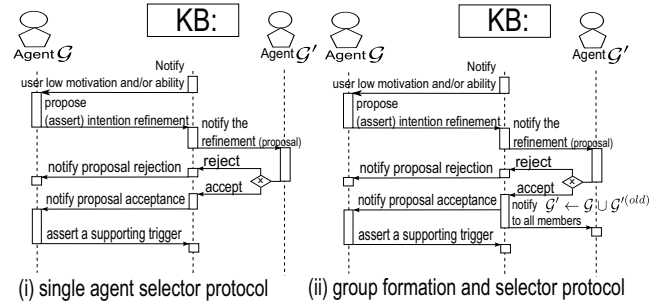 KB:
Agent 𝒢
Agent 𝒢′
Notify
user low motivation and/or ability
propose
(assert) intention refinement
notify the
refinement (proposal)
reject
notify proposal rejection
×
accept
notify proposal acceptance
assert a supporting trigger
(i) single agent selector protocol
KB:
Agent 𝒢
Agent 𝒢′
Notify
user low motivation and/or ability
propose
(assert) intention refinement
notify the
refinement (proposal)
reject
notify proposal rejection
×
accept
notify proposal acceptance
notify 𝒢′ ← 𝒢 ∪ 𝒢′(old)
to all members
assert a supporting trigger
(ii) group formation and selector protocol